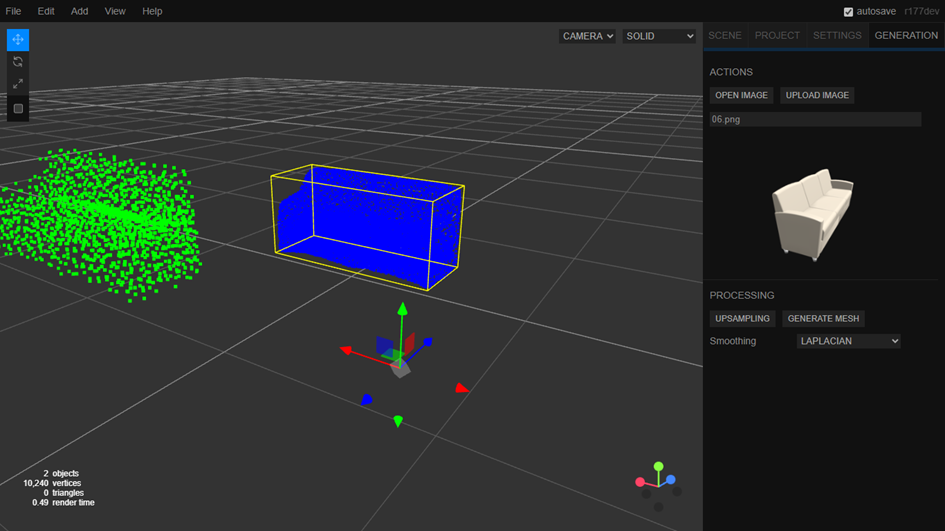 File Edit Add View Help autosave r177dev
CAMERA SOLID
SCENE PROJECT SETTINGS GENERATION
ACTIONS
OPEN IMAGE UPLOAD IMAGE
06.png
PROCESSING
UPSAMPLING GENERATE MESH
Smoothing LAPLACIAN
2 objects
10,240 vertices
0 triangles
0.49 render time